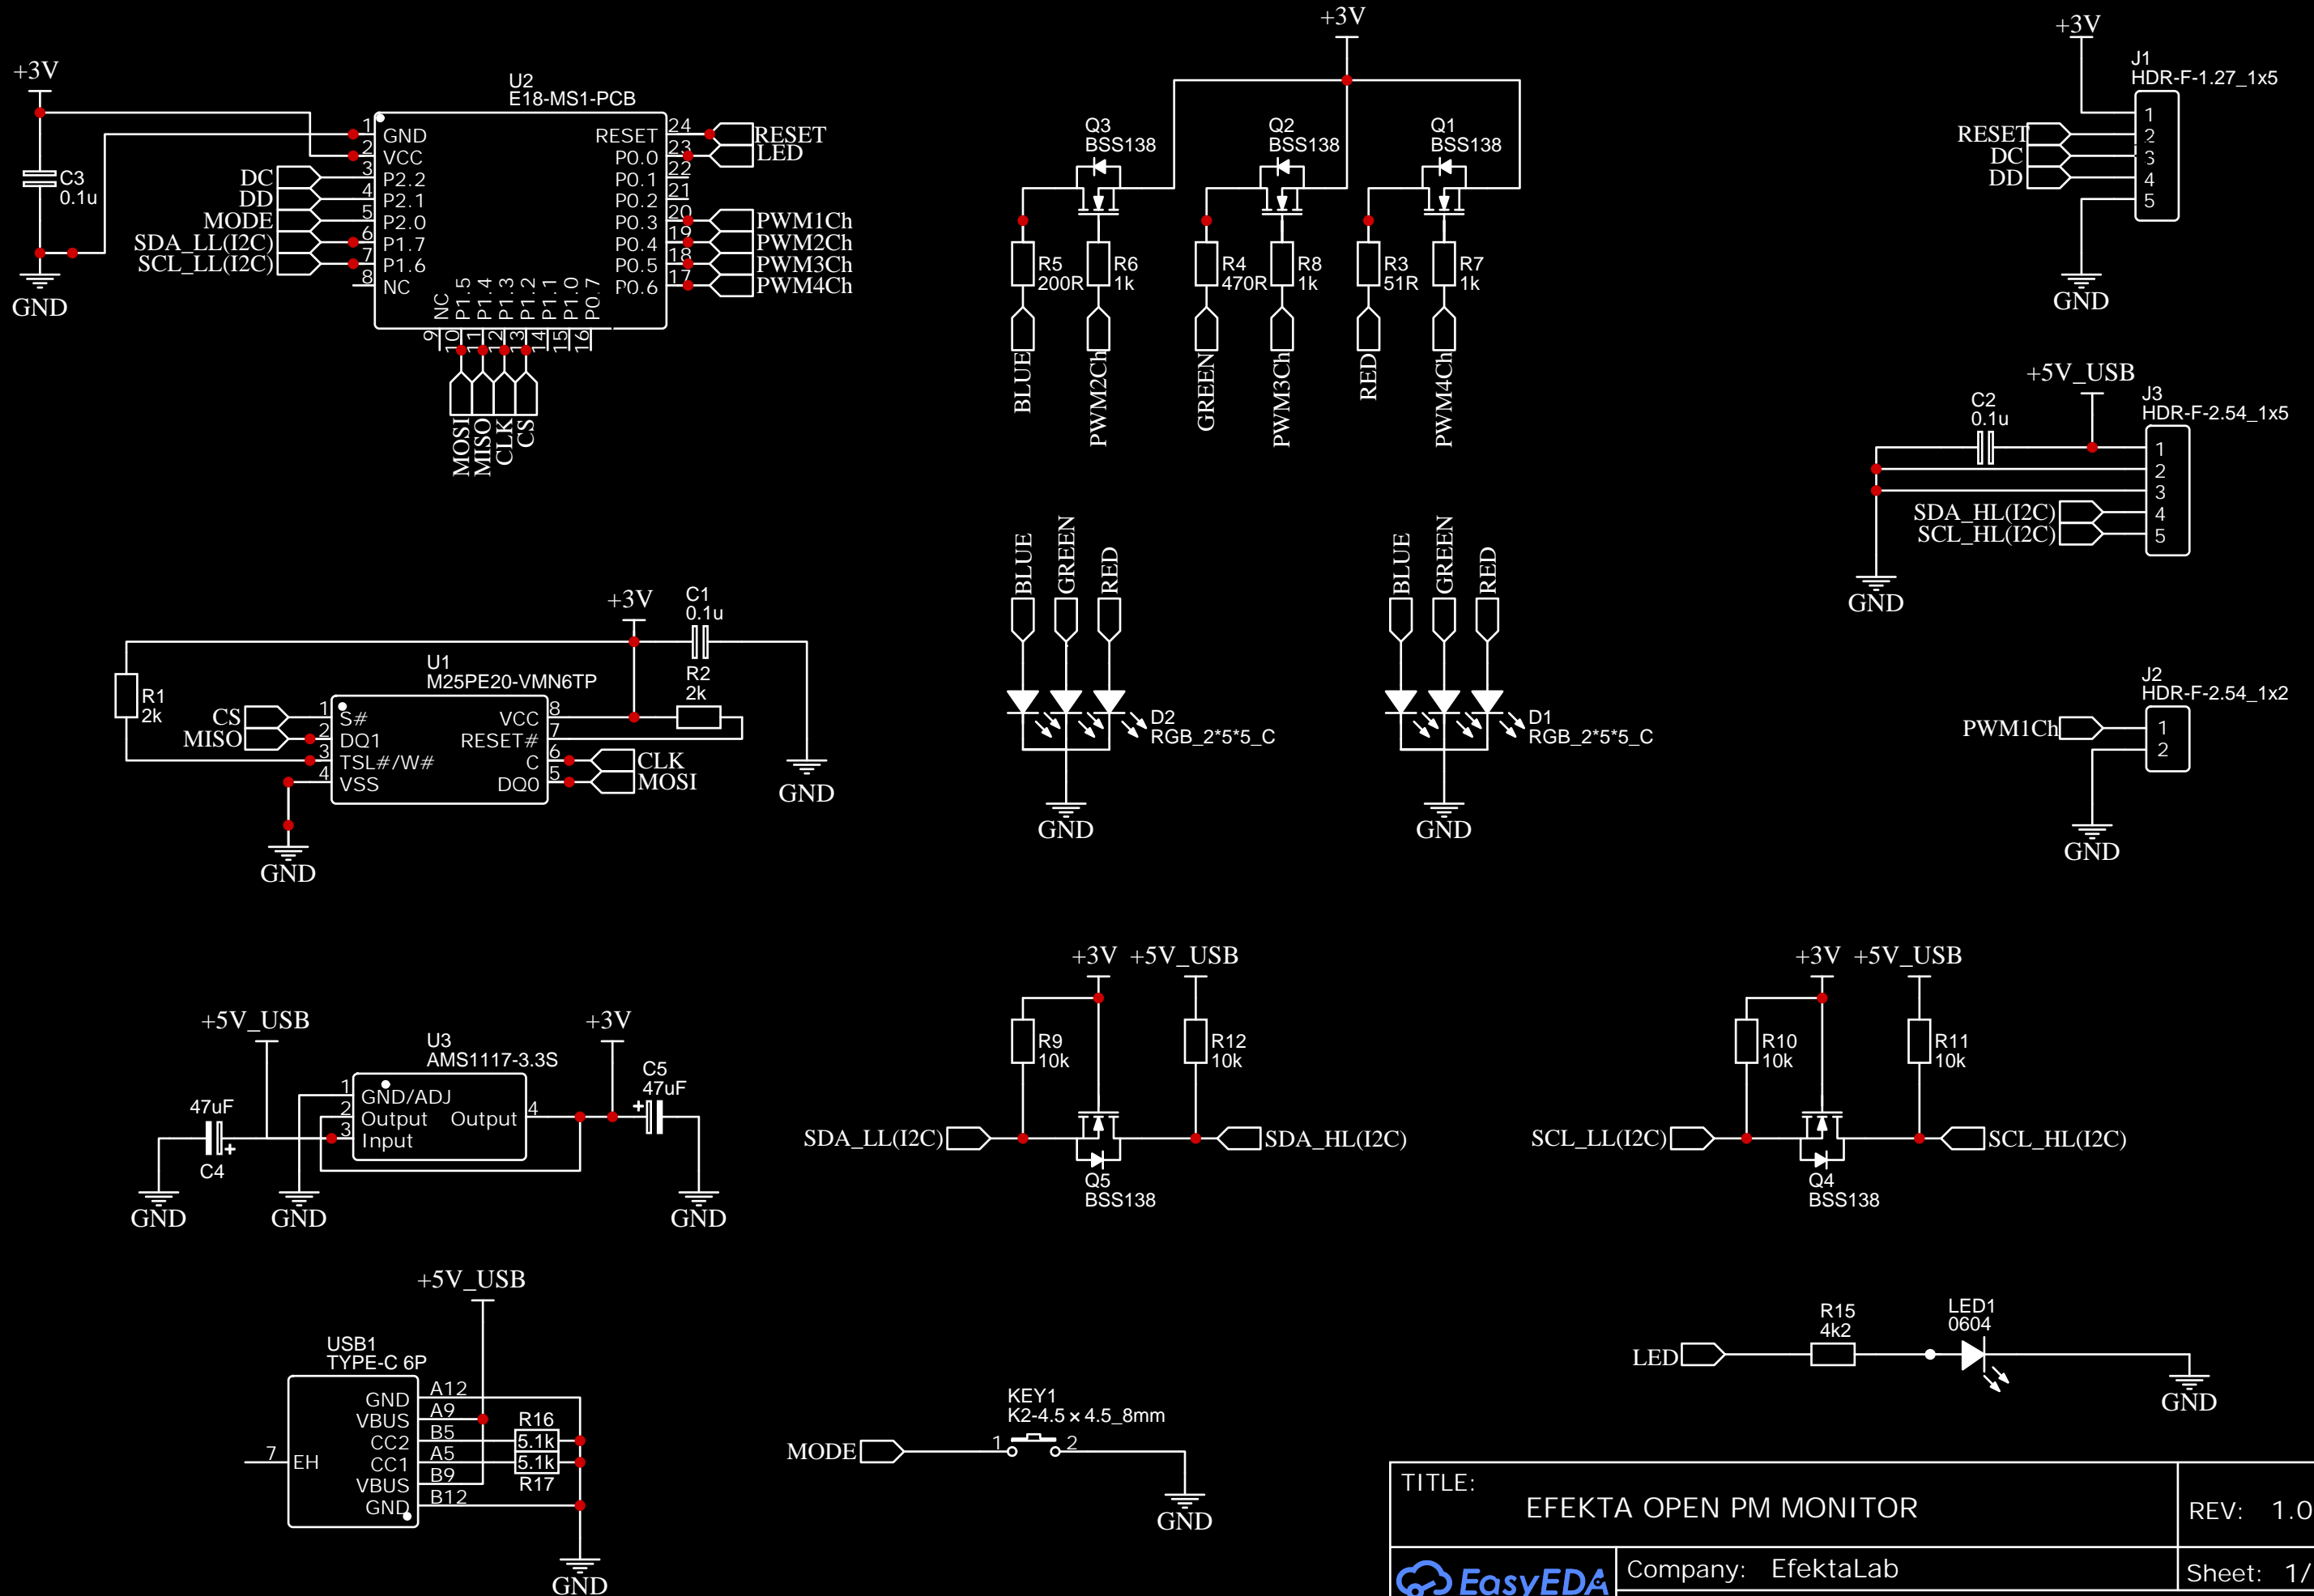 +3V
GND
C3
0.1u
U2
E18-MS1-PCB
1
2
3
4
5
6
7
8
GND
VCC
P2.2
P2.1
P2.0
P1.7
P1.6
NC
DC
DD
MODE
SDA_LL(I2C)
SCL_LL(I2C)
NC
P1.5
P1.4
P1.3
P1.2
P1.1
P1.0
P0.7
9
10
11
12
13
14
15
16
MOSI
MISO
CLK
CS
RESET
P0.0
P0.1
P0.2
P0.3
P0.4
P0.5
P0.6
24
23
22
21
20
19
18
17
RESET
LED
PWM1Ch
PWM2Ch
PWM3Ch
PWM4Ch
+3V
Q3
BSS138
Q2
BSS138
Q1
BSS138
R5
200R
R6
1k
R4
470R
R8
1k
R3
51R
R7
1k
BLUE
PWM2Ch
GREEN
PWM3Ch
RED
PWM4Ch
+3V
J1
HDR-F-1.27_1x5
RESET
DC
DD
1
2
3
4
5
GND
+5V_USB
C2
0.1u
J3
HDR-F-2.54_1x5
1
2
3
4
5
SDA_HL(I2C)
SCL_HL(I2C)
GND
BLUE
GREEN
RED
D2
RGB_2*5*5_C
GND
BLUE
GREEN
RED
D1
RGB_2*5*5_C
GND
J2
HDR-F-2.54_1x2
PWM1Ch
1
2
GND
+3V
C1
0.1u
R2
2k
R1
2k
U1
M25PE20-VMN6TP
CS
MISO
1
2
3
4
S#
DQ1
TSL#/W#
VSS
VCC
RESET#
C
DQ0
8
7
6
5
CLK
MOSI
GND
GND
+5V_USB
+3V
U3
AMS1117-3.3S
C5
47uF
47uF
C4
1
2
3
GND/ADJ
Output
Input
Output
4
GND
GND
GND
+3V
+5V_USB
R9
10k
R12
10k
SDA_LL(I2C)
SDA_HL(I2C)
Q5
BSS138
+3V
+5V_USB
R10
10k
R11
10k
SCL_LL(I2C)
SCL_HL(I2C)
Q4
BSS138
+5V_USB
USB1
TYPE-C 6P
7
EH
GND
VBUS
CC2
CC1
VBUS
GND
A12
A9
B5
A5
B9
B12
R16
5.1k
5.1k
R17
GND
KEY1
K2-4.5×4.5_8mm
MODE
1
2
GND
LED
R15
4k2
LED1
0604
GND
TITLE:
EFEKTA OPEN PM MONITOR
REV: 1.0
EasyEDA
Company: EfektaLab
Sheet: 1/